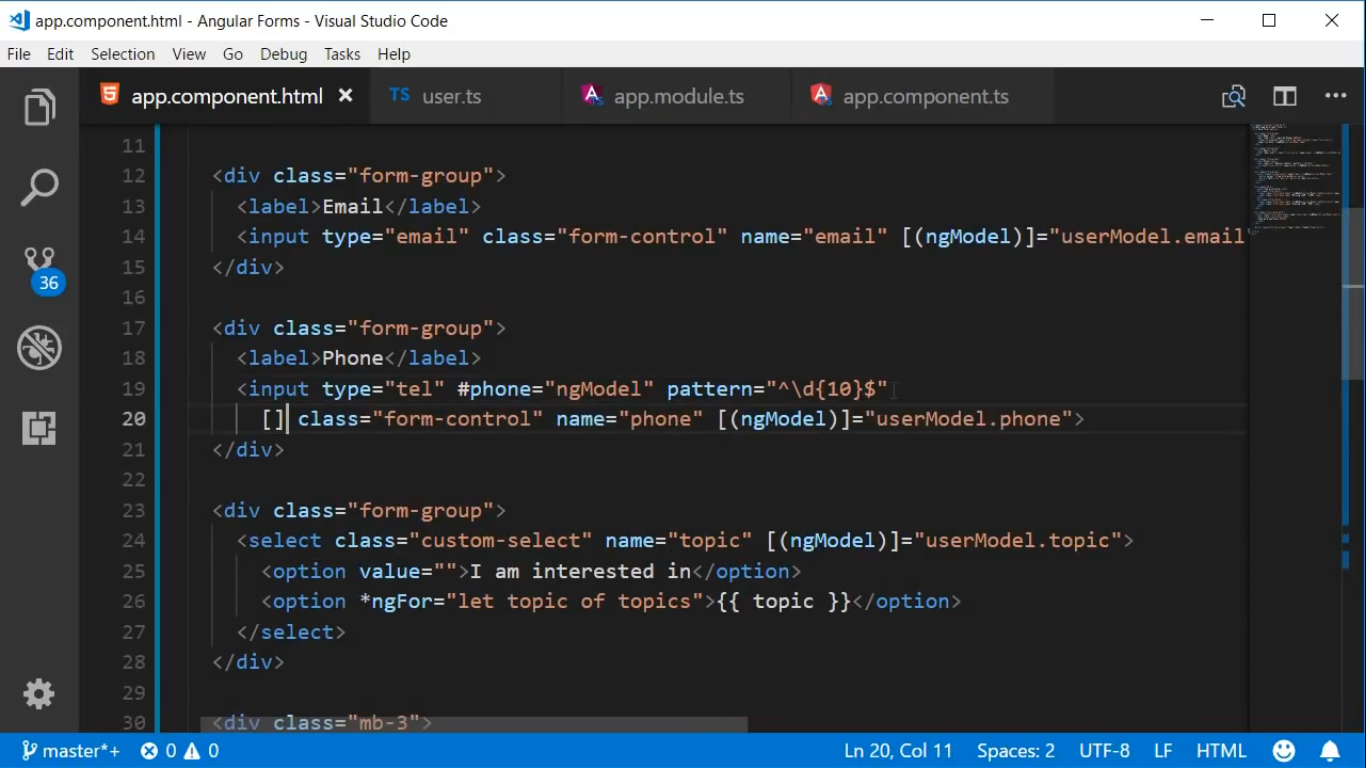 app.component.html - Angular Forms - Visual Studio Code
File Edit Selection View Go Debug Tasks Help
app.component.html TS user.ts app.module.ts app.component.ts
11
12 <div class="form-group">
13 <label>Email</label>
14 <input type="email" class="form-control" name="email" [(ngModel)]="userModel.email"
15 </div>
16
17 <div class="form-group">
18 <label>Phone</label>
19 <input type="tel" #phone="ngModel" pattern="^\d{10}$"
20 [] class="form-control" name="phone" [(ngModel)]="userModel.phone">
21 </div>
22
23 <div class="form-group">
24 <select class="custom-select" name="topic" [(ngModel)]="userModel.topic">
25 <option value="">I am interested in</option>
26 <option *ngFor="let topic of topics">{{ topic }}</option>
27 </select>
28 </div>
29
30 <div class="mb-3">
36
master*+ 0 0 Ln 20, Col 11 Spaces: 2 UTF-8 LF HTML